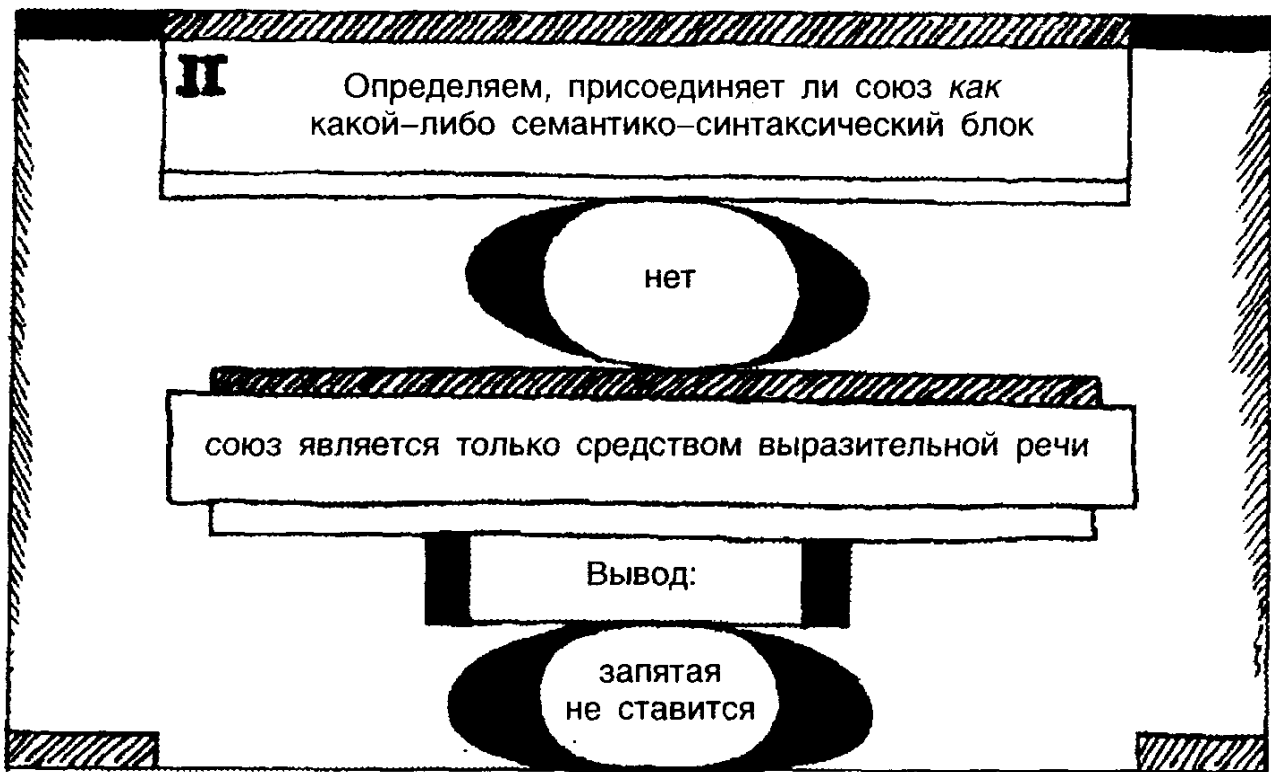 II
Определяем, присоединяет ли союз как
какой–либо семантико–синтаксический блок
нет
союз является только средством выразительной речи
Вывод:
запятая
не ставится